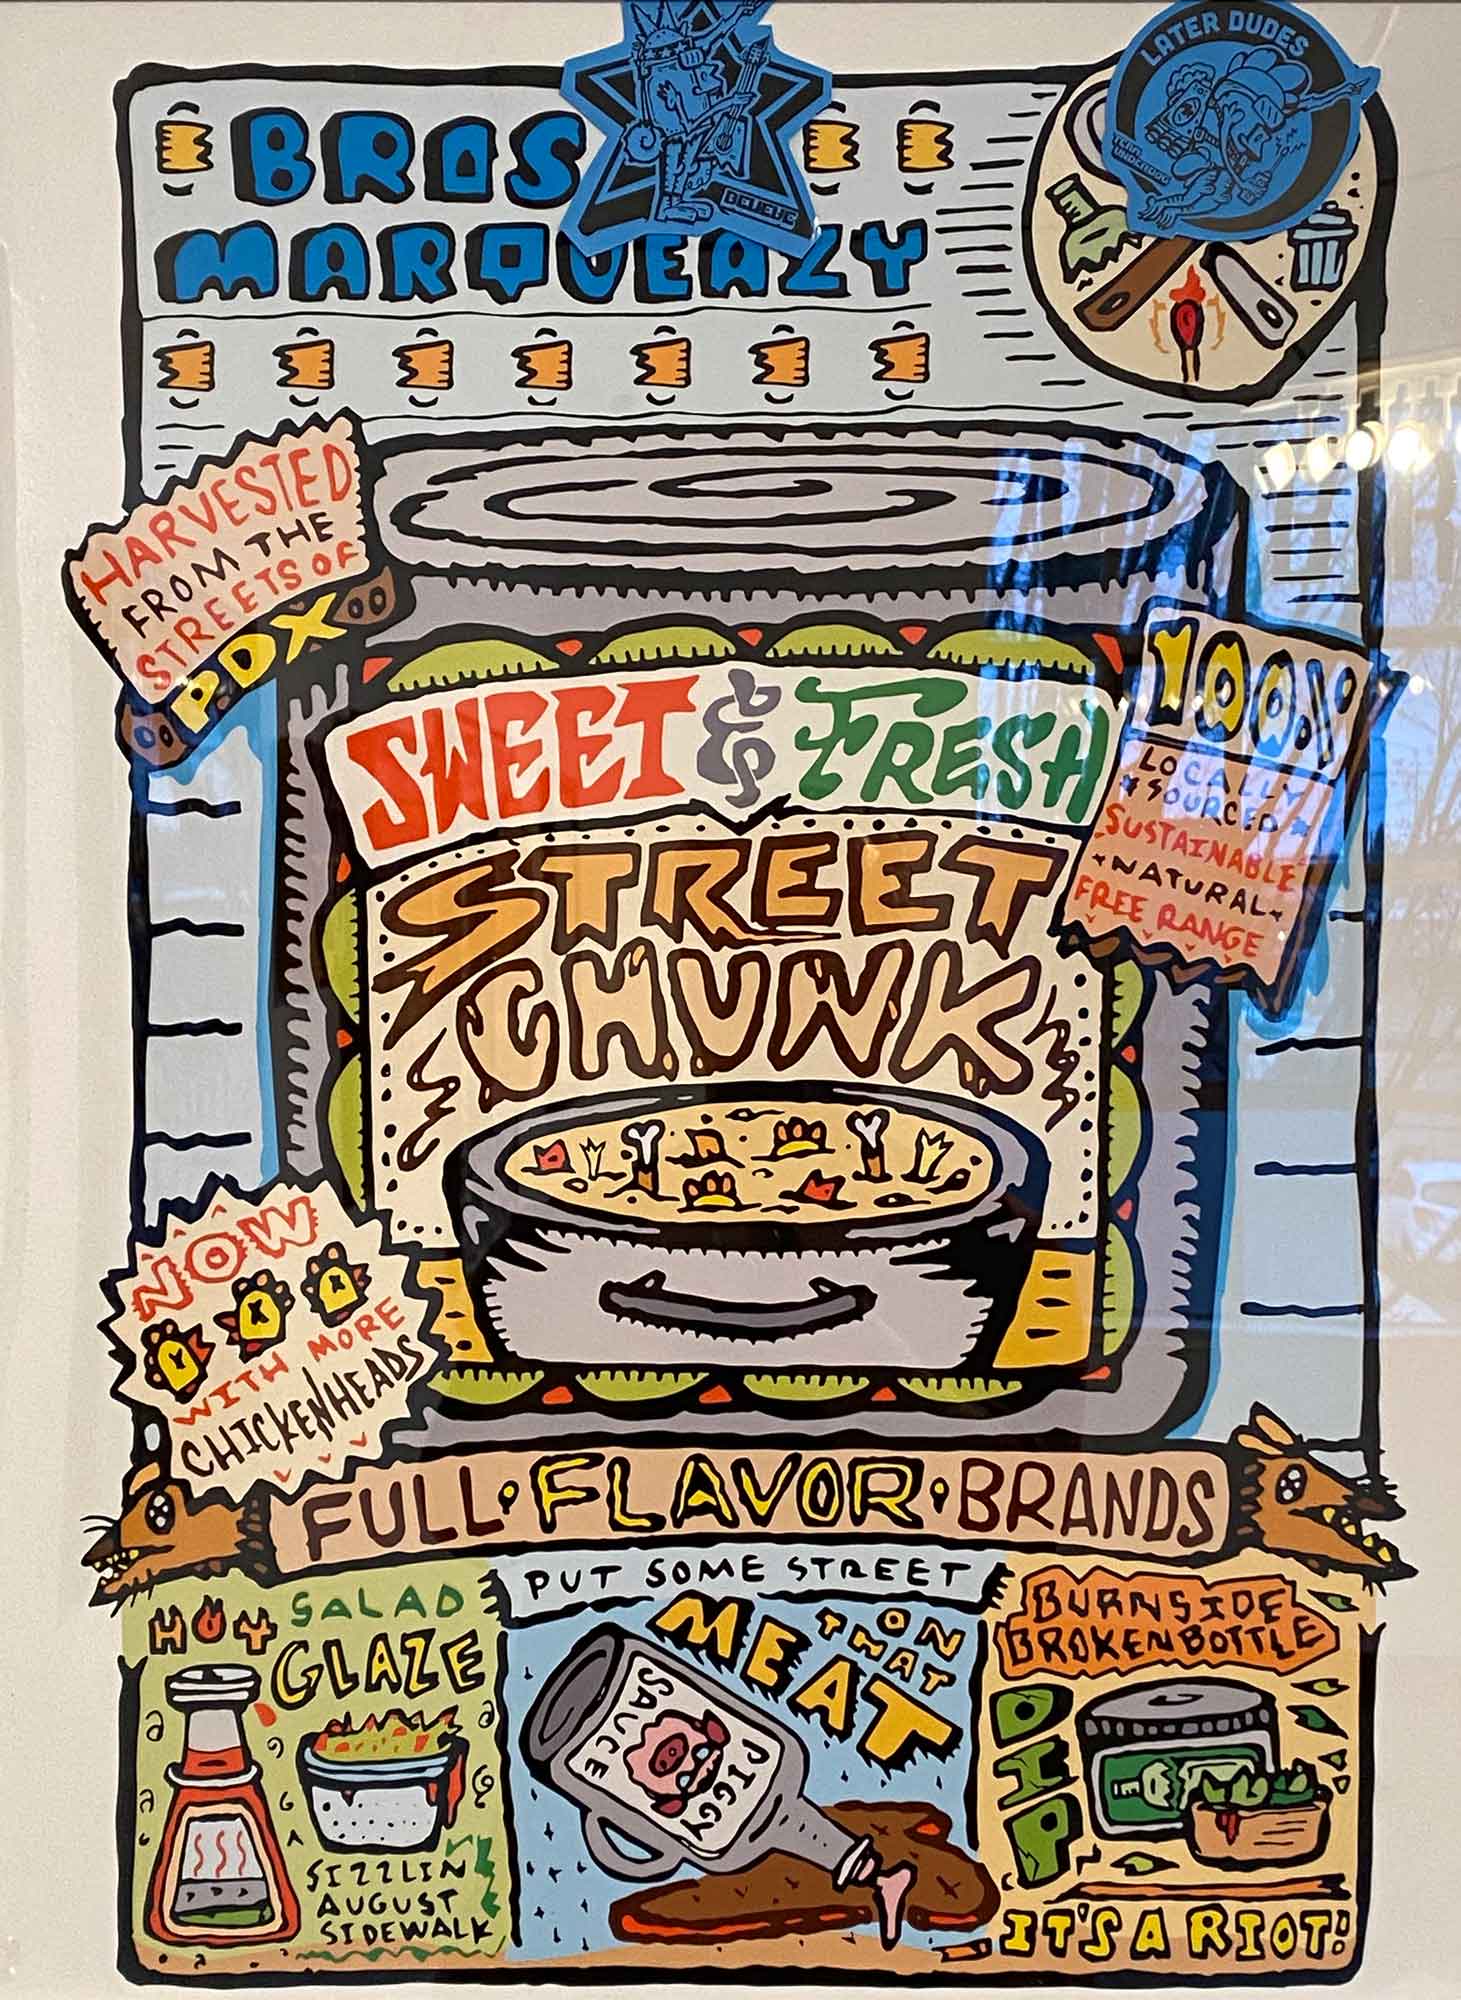 LATER DUDES
BELIEVE
BROS
MARQUEAZY
HARVESTED
FROM THE
STREETS OF
PDX
100%
LOCALLY
SOURCED
SUSTAINABLE
NATURAL
FREE RANGE
SWEET & FRESH
STREET
CHUNK
NOW
WITH MORE
CHICKENHEADS
FULL · FLAVOR · BRANDS
HOT SALAD
GLAZE
SIZZLIN
AUGUST
SIDEWALK
PUT SOME STREET
MEAT
ON
THAT
PIGGY
SAUCE
BURNSIDE
BROKEN BOTTLE
DIP
IT'S A RIOT!